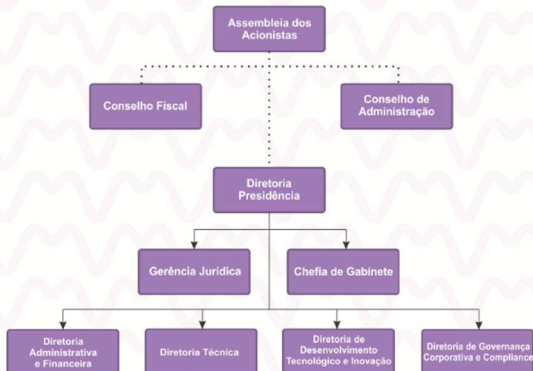 Assembleia dos
Acionistas
Conselho Fiscal
Conselho de
Administração
Diretoria
Presidência
Gerência Jurídica
Chefia de Gabinete
Diretoria
Administrativa
e Financeira
Diretoria Técnica
Diretoria de
Desenvolvimento
Tecnológico e Inovação
Diretoria de Governança
Corporativa e Compliance